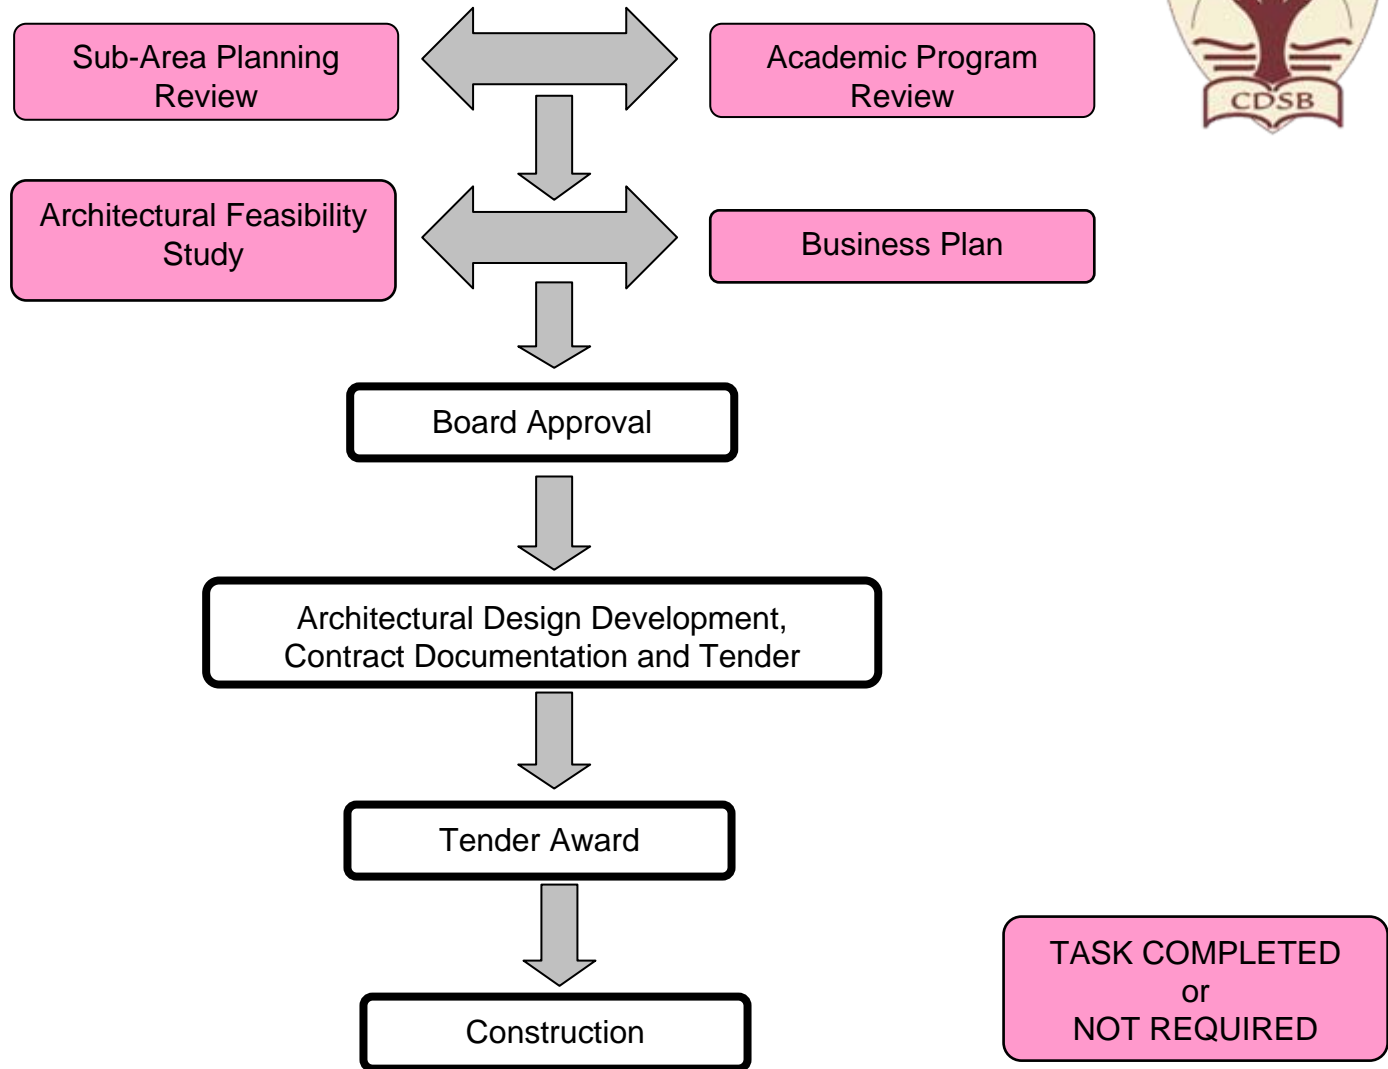 Sub-Area Planning
Review
Academic Program
Review
CDSB
Architectural Feasibility
Study
Business Plan
Board Approval
Architectural Design Development,
Contract Documentation and Tender
Tender Award
Construction
TASK COMPLETED
or
NOT REQUIRED